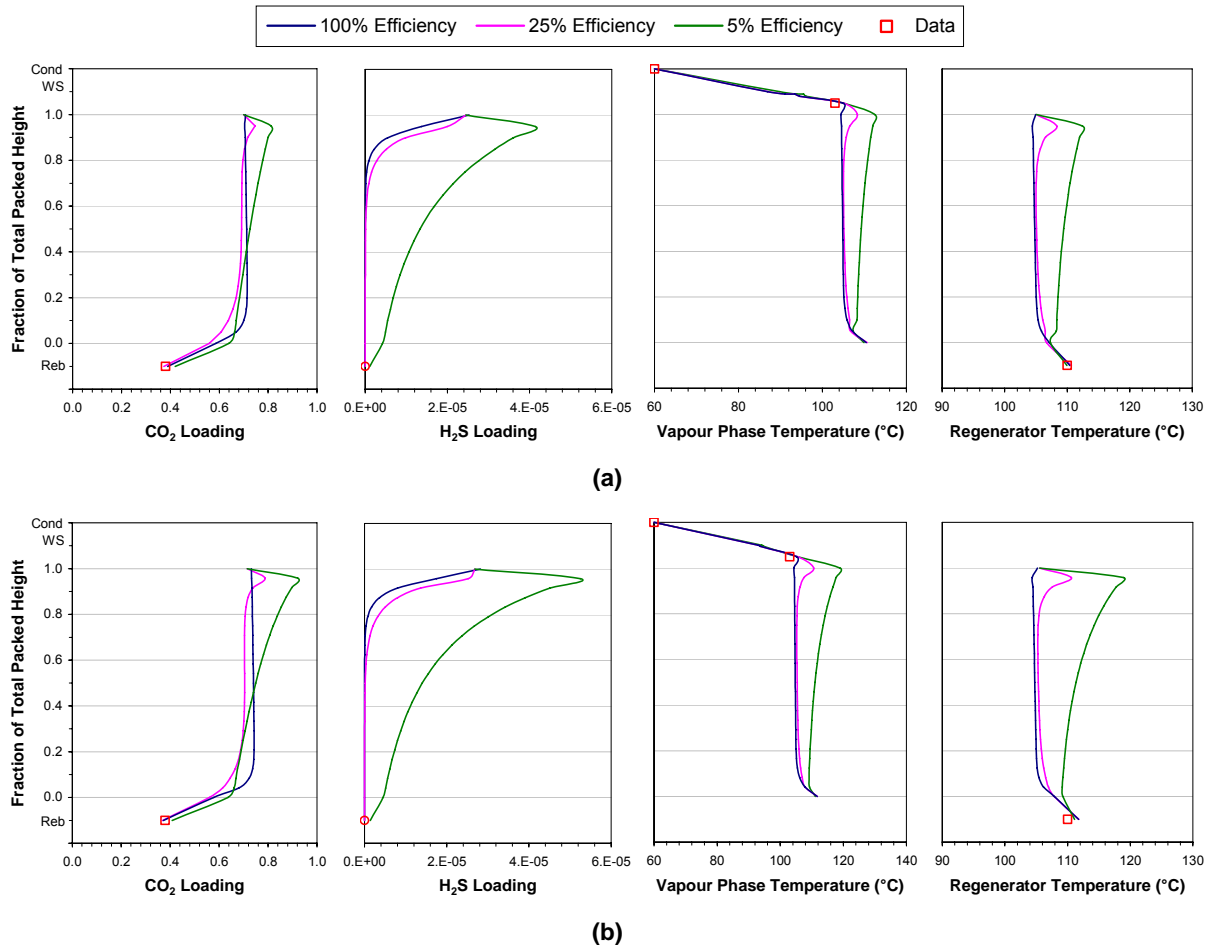 100% Efficiency 25% Efficiency 5% Efficiency Data
Fraction of Total Packed Height
Cond
WS
1.0
0.8
0.6
0.4
0.2
0.0
Reb
0.0 0.2 0.4 0.6 0.8 1.0
CO₂ Loading
0.E+00 2.E-05 4.E-05 6.E-05
H₂S Loading
60 80 100 120
Vapour Phase Temperature (°C)
90 100 110 120 130
Regenerator Temperature (°C)
(a)
Fraction of Total Packed Height
Cond
WS
1.0
0.8
0.6
0.4
0.2
0.0
Reb
0.0 0.2 0.4 0.6 0.8 1.0
CO₂ Loading
0.E+00 2.E-05 4.E-05 6.E-05
H₂S Loading
60 80 100 120 140
Vapour Phase Temperature (°C)
90 100 110 120 130
Regenerator Temperature (°C)
(b)